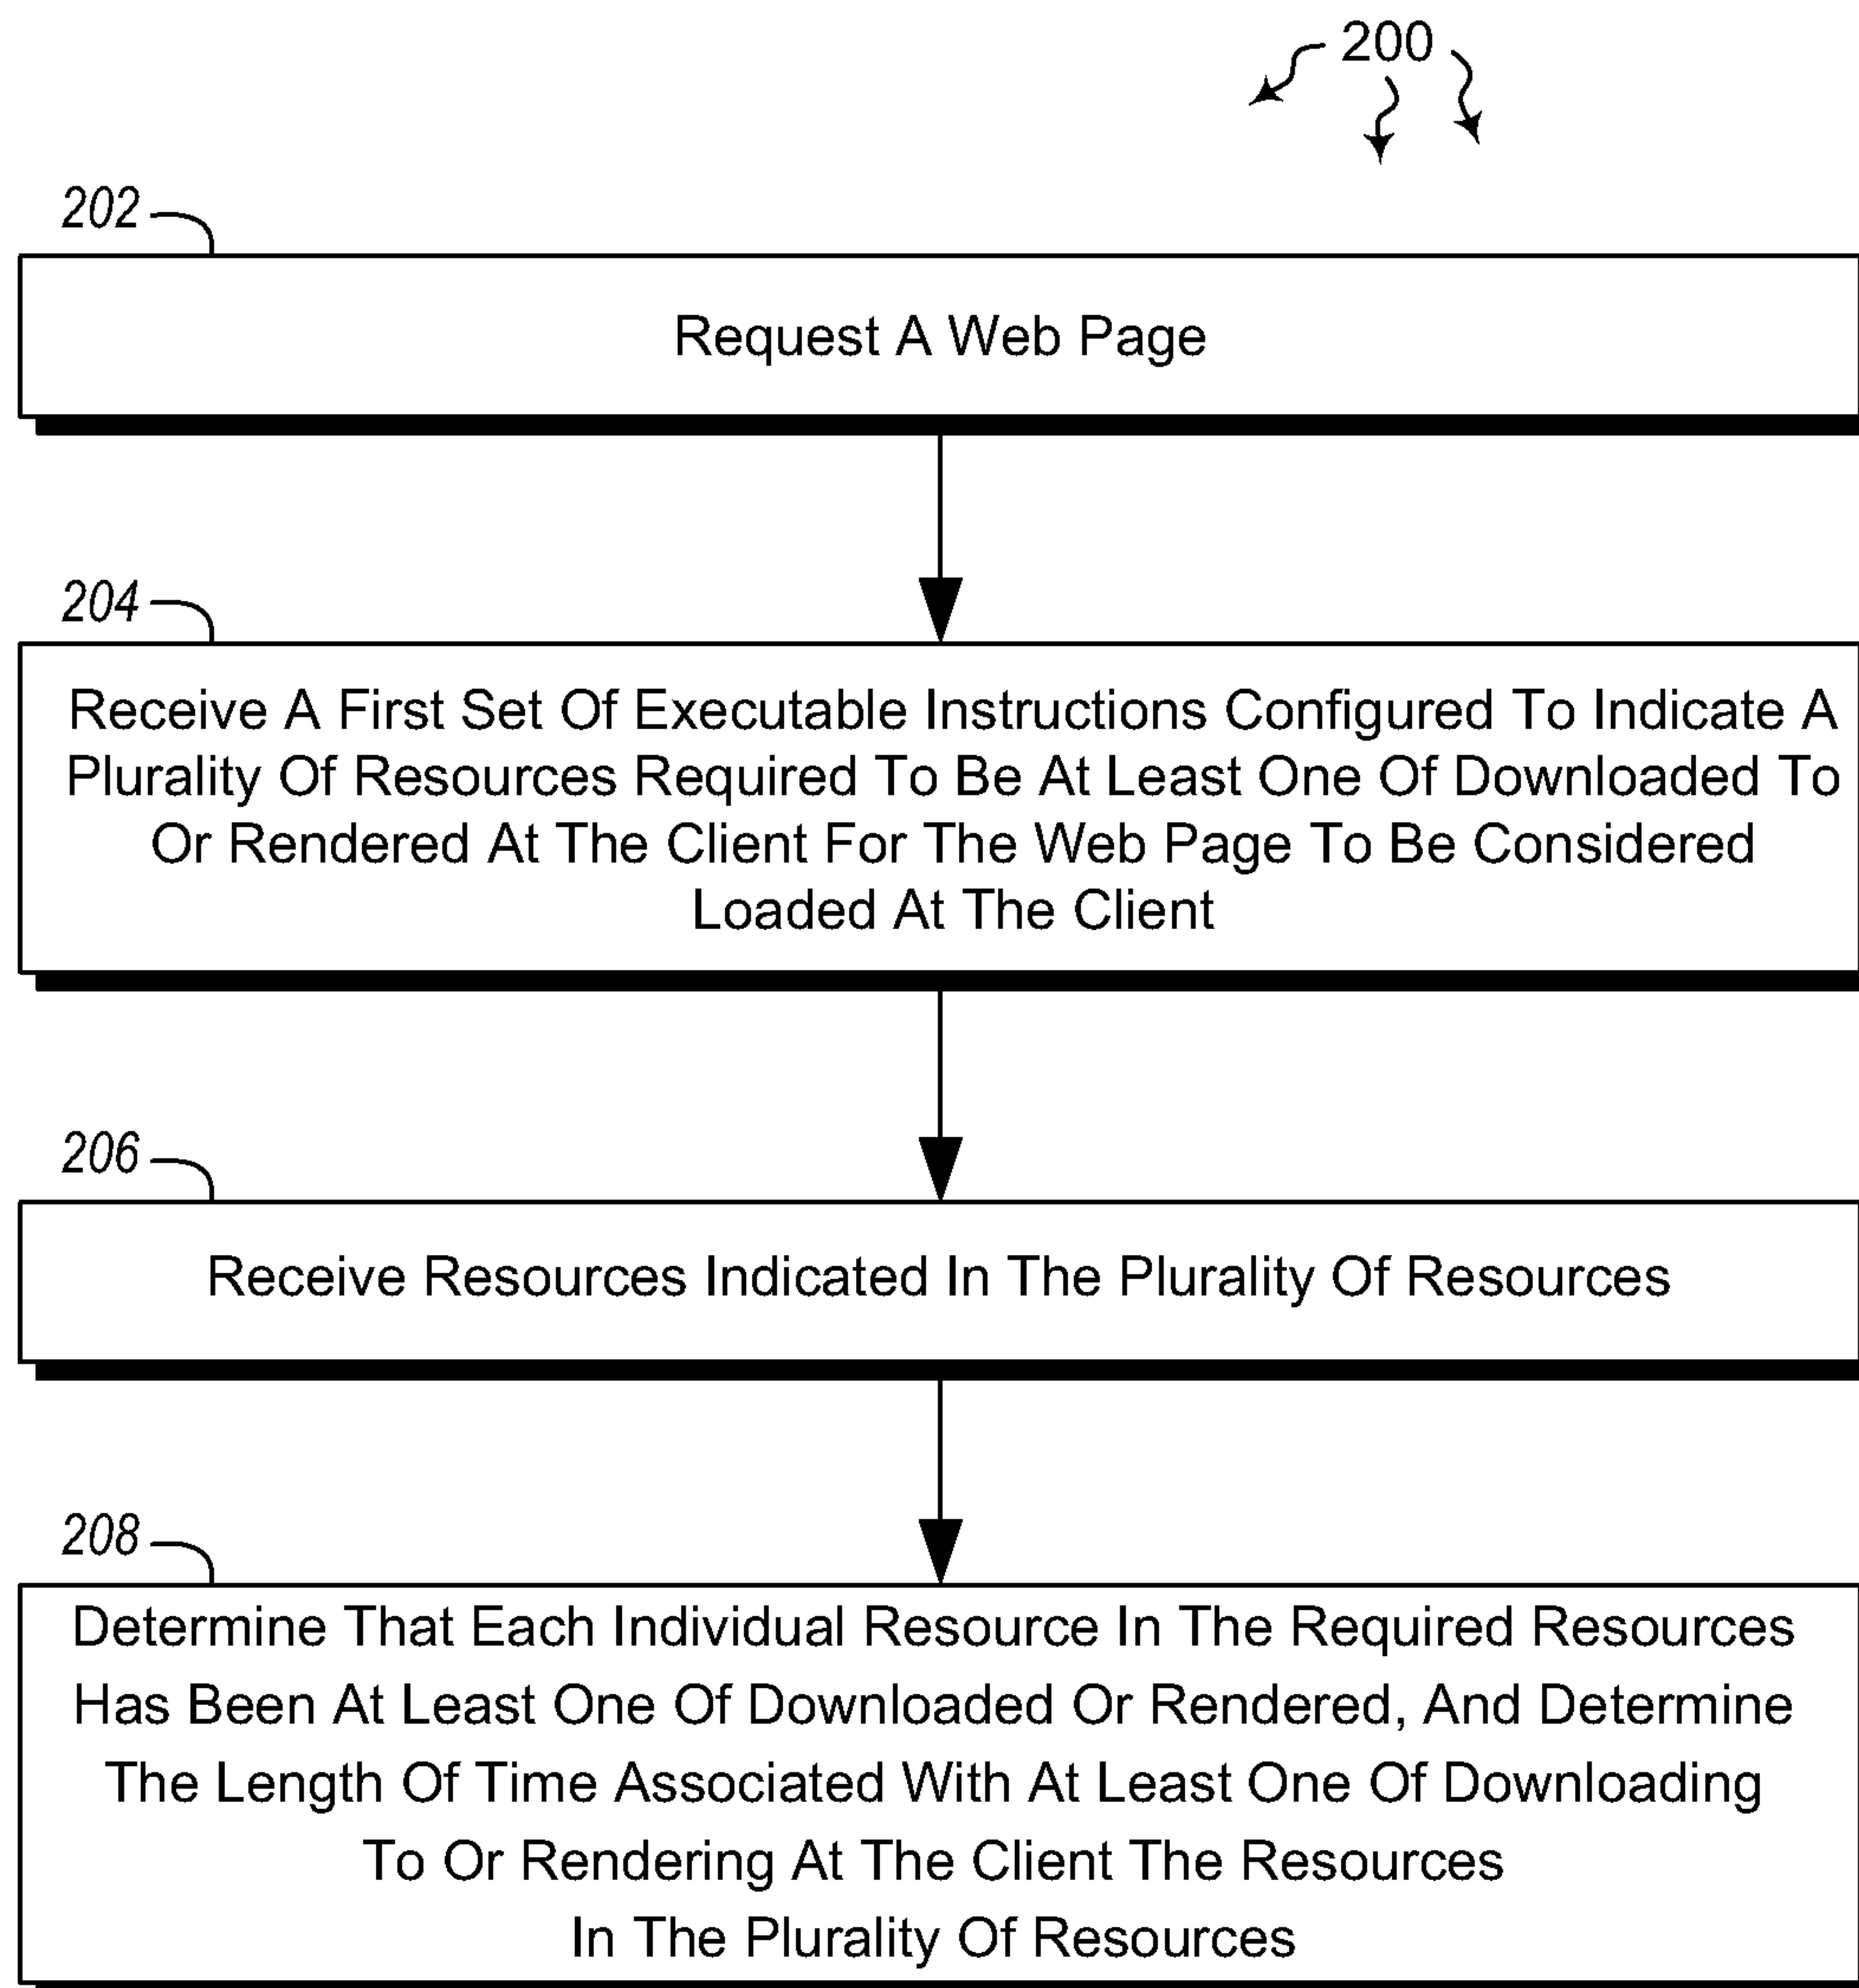 200
202
Request A Web Page
204
Receive A First Set Of Executable Instructions Configured To Indicate A
Plurality Of Resources Required To Be At Least One Of Downloaded To
Or Rendered At The Client For The Web Page To Be Considered
Loaded At The Client
206
Receive Resources Indicated In The Plurality Of Resources
208
Determine That Each Individual Resource In The Required Resources
Has Been At Least One Of Downloaded Or Rendered, And Determine
The Length Of Time Associated With At Least One Of Downloading
To Or Rendering At The Client The Resources
In The Plurality Of Resources